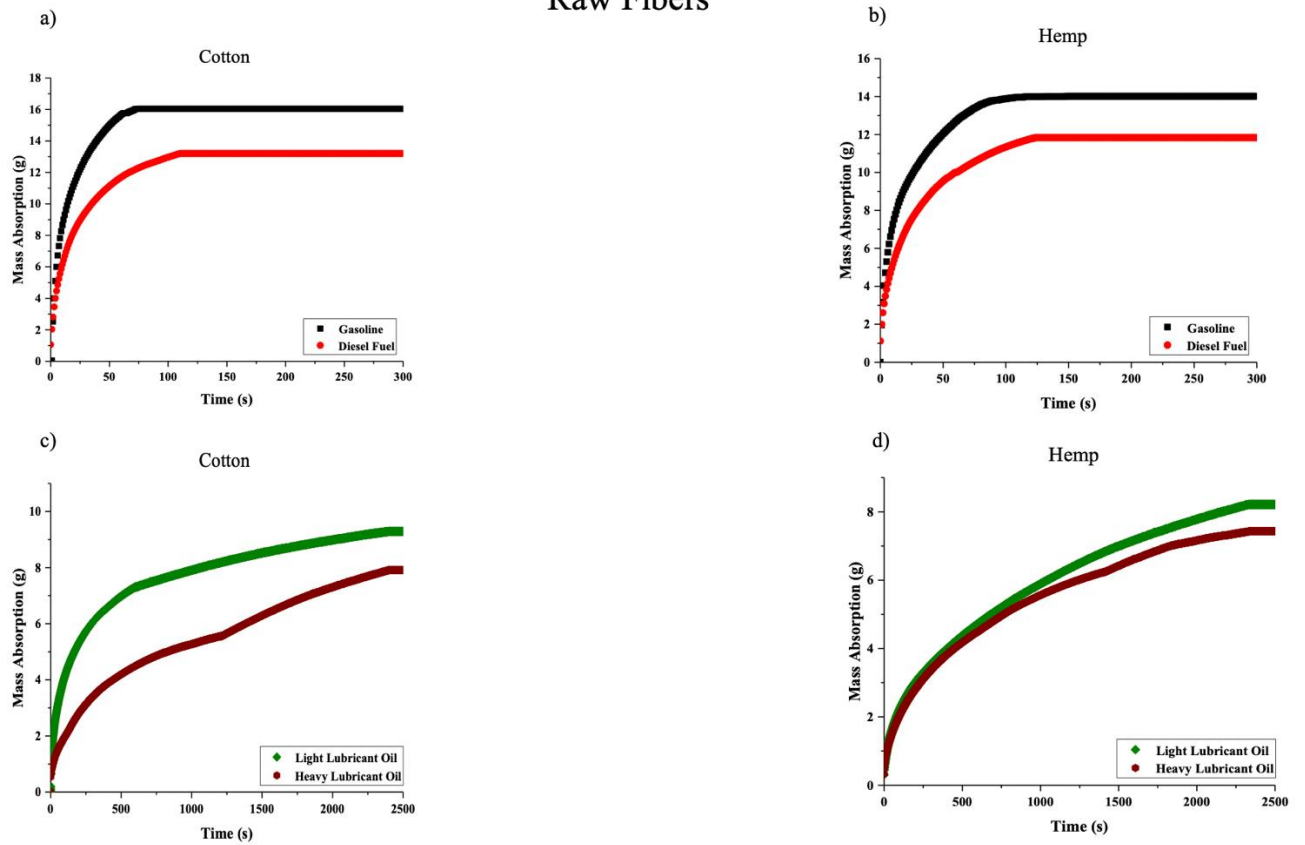 Raw Fibers
a)
Cotton
Mass Absorption (g)
18
16
14
12
10
8
6
4
2
0
0 50 100 150 200 250 300
Time (s)
Gasoline
Diesel Fuel
b)
Hemp
Mass Absorption (g)
16
14
12
10
8
6
4
2
0
0 50 100 150 200 250 300
Time (s)
Gasoline
Diesel Fuel
c)
Cotton
Mass Absorption (g)
10
8
6
4
2
0
0 500 1000 1500 2000 2500
Time (s)
Light Lubricant Oil
Heavy Lubricant Oil
d)
Hemp
Mass Absorption (g)
8
6
4
2
0
0 500 1000 1500 2000 2500
Time (s)
Light Lubricant Oil
Heavy Lubricant Oil